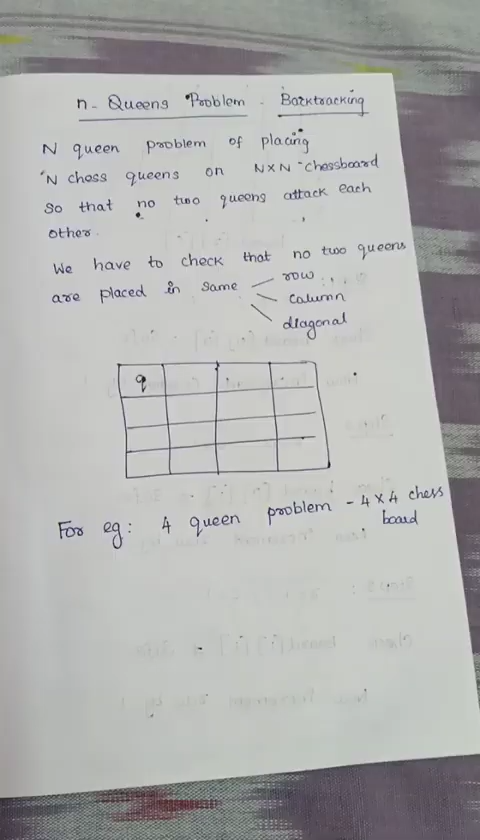 n- Queens Problem - Backtracking
N queen problem of placing
N chess queens on N×N chessboard
So that no two queens attack each
other.
We have to check that no two queens
are placed in same row
column
diagonal
q
For eg: 4 queen problem - 4 x 4 chess
board